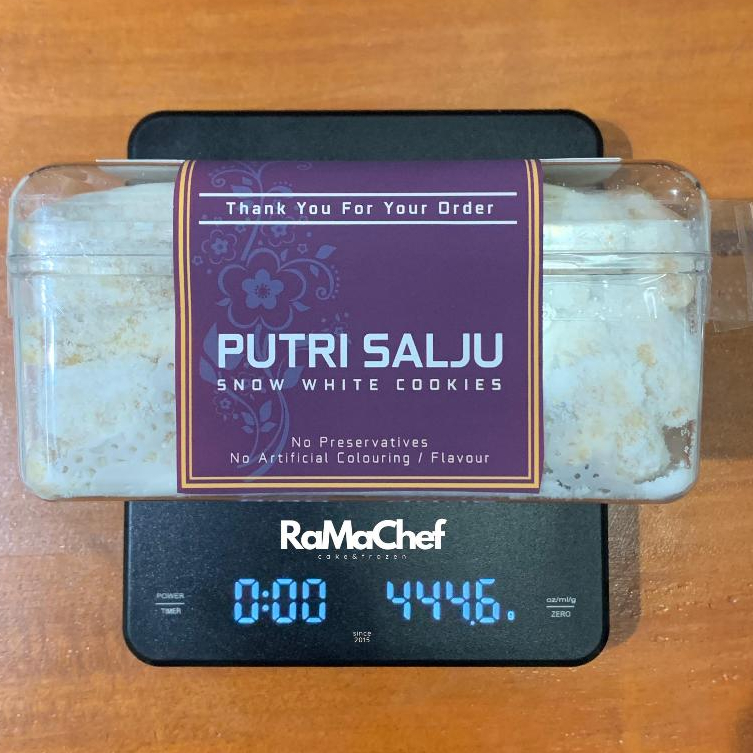 Thank You For Your Order
PUTRI SALJU
SNOW WHITE COOKIES
No Preservatives
No Artificial Colouring / Flavour
RaMaChef
cake&frozen
POWER
TIMER
0:00
444.6
oz/ml/g
ZERO
since
2015